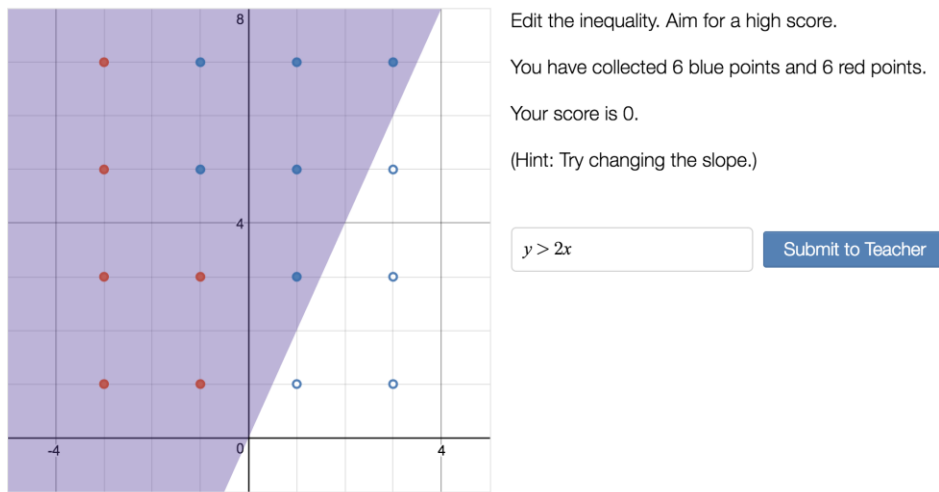 8
4
-4
0
4
Edit the inequality. Aim for a high score.
You have collected 6 blue points and 6 red points.
Your score is 0.
(Hint: Try changing the slope.)
y > 2x
Submit to Teacher